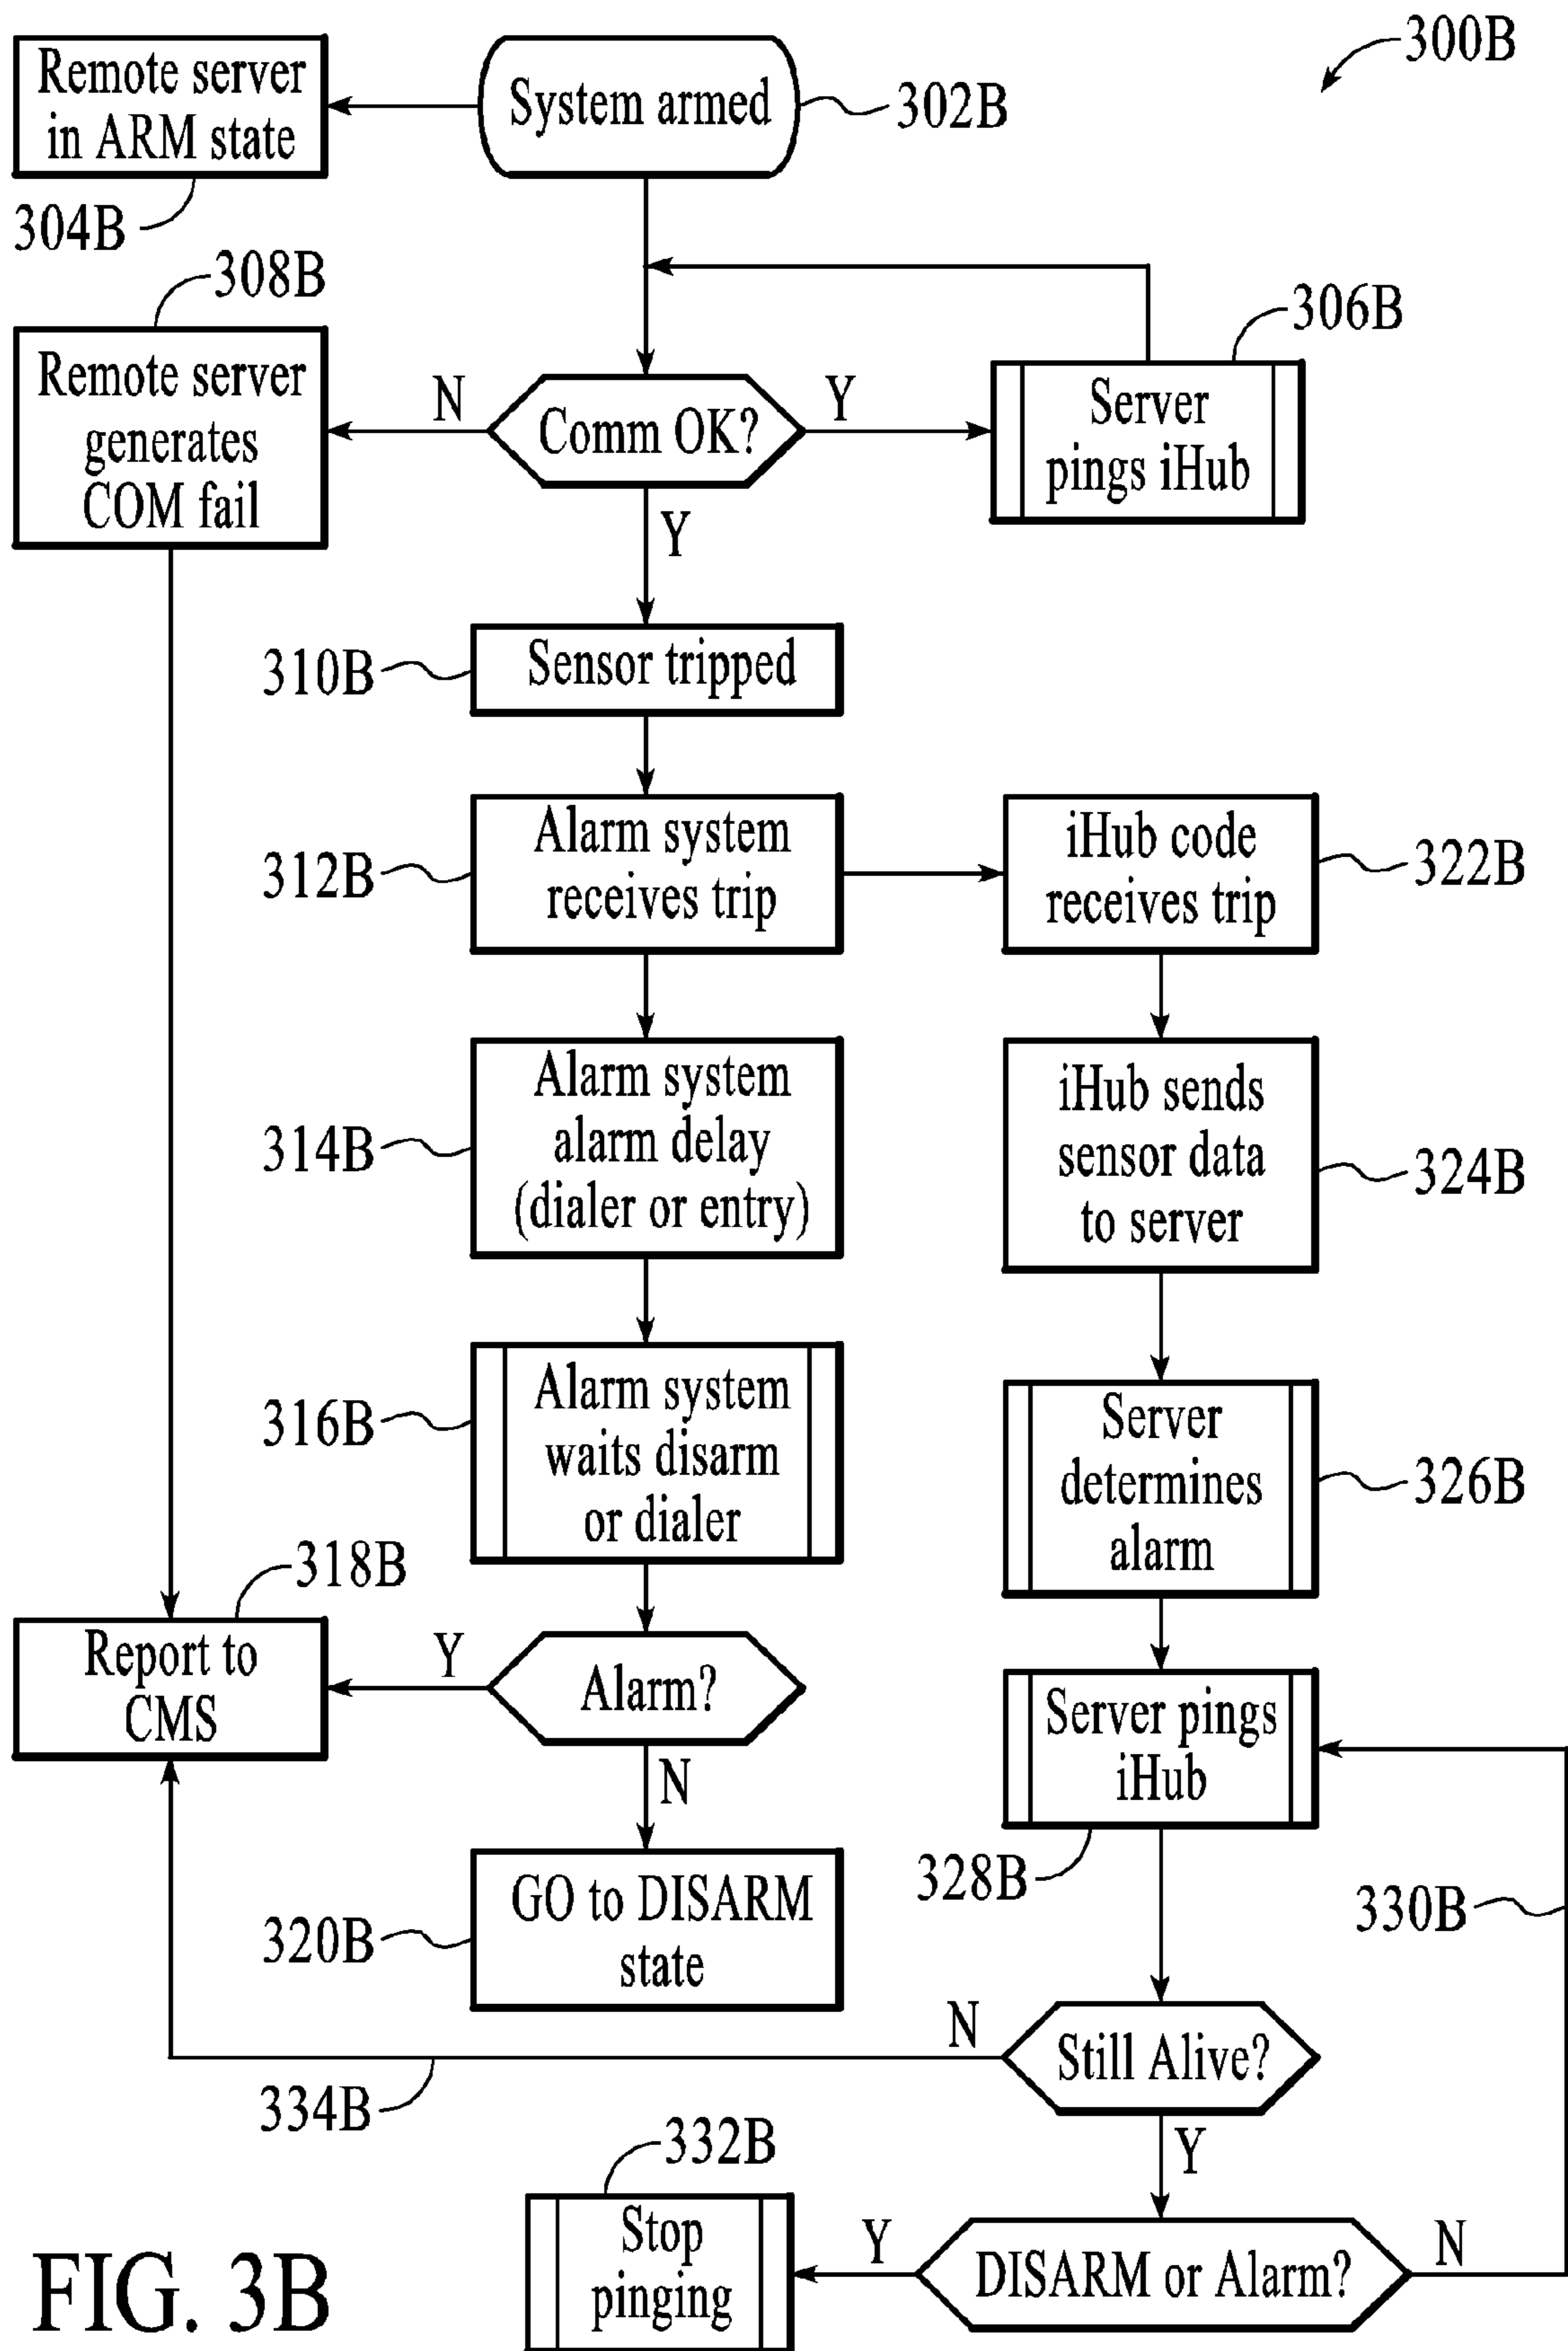 300B
Remote server
in ARM state
304B
System armed
302B
308B
Remote server
generates
COM fail
N
Comm OK?
Y
306B
Server
pings iHub
Y
310B
Sensor tripped
312B
Alarm system
receives trip
iHub code
receives trip
322B
314B
Alarm system
alarm delay
(dialer or entry)
iHub sends
sensor data
to server
324B
316B
Alarm system
waits disarm
or dialer
Server
determines
alarm
326B
318B
Report to
CMS
Y
Alarm?
N
Server pings
iHub
328B
330B
320B
GO to DISARM
state
N
Still Alive?
334B
Y
332B
Stop
pinging
Y
DISARM or Alarm?
N
FIG. 3B